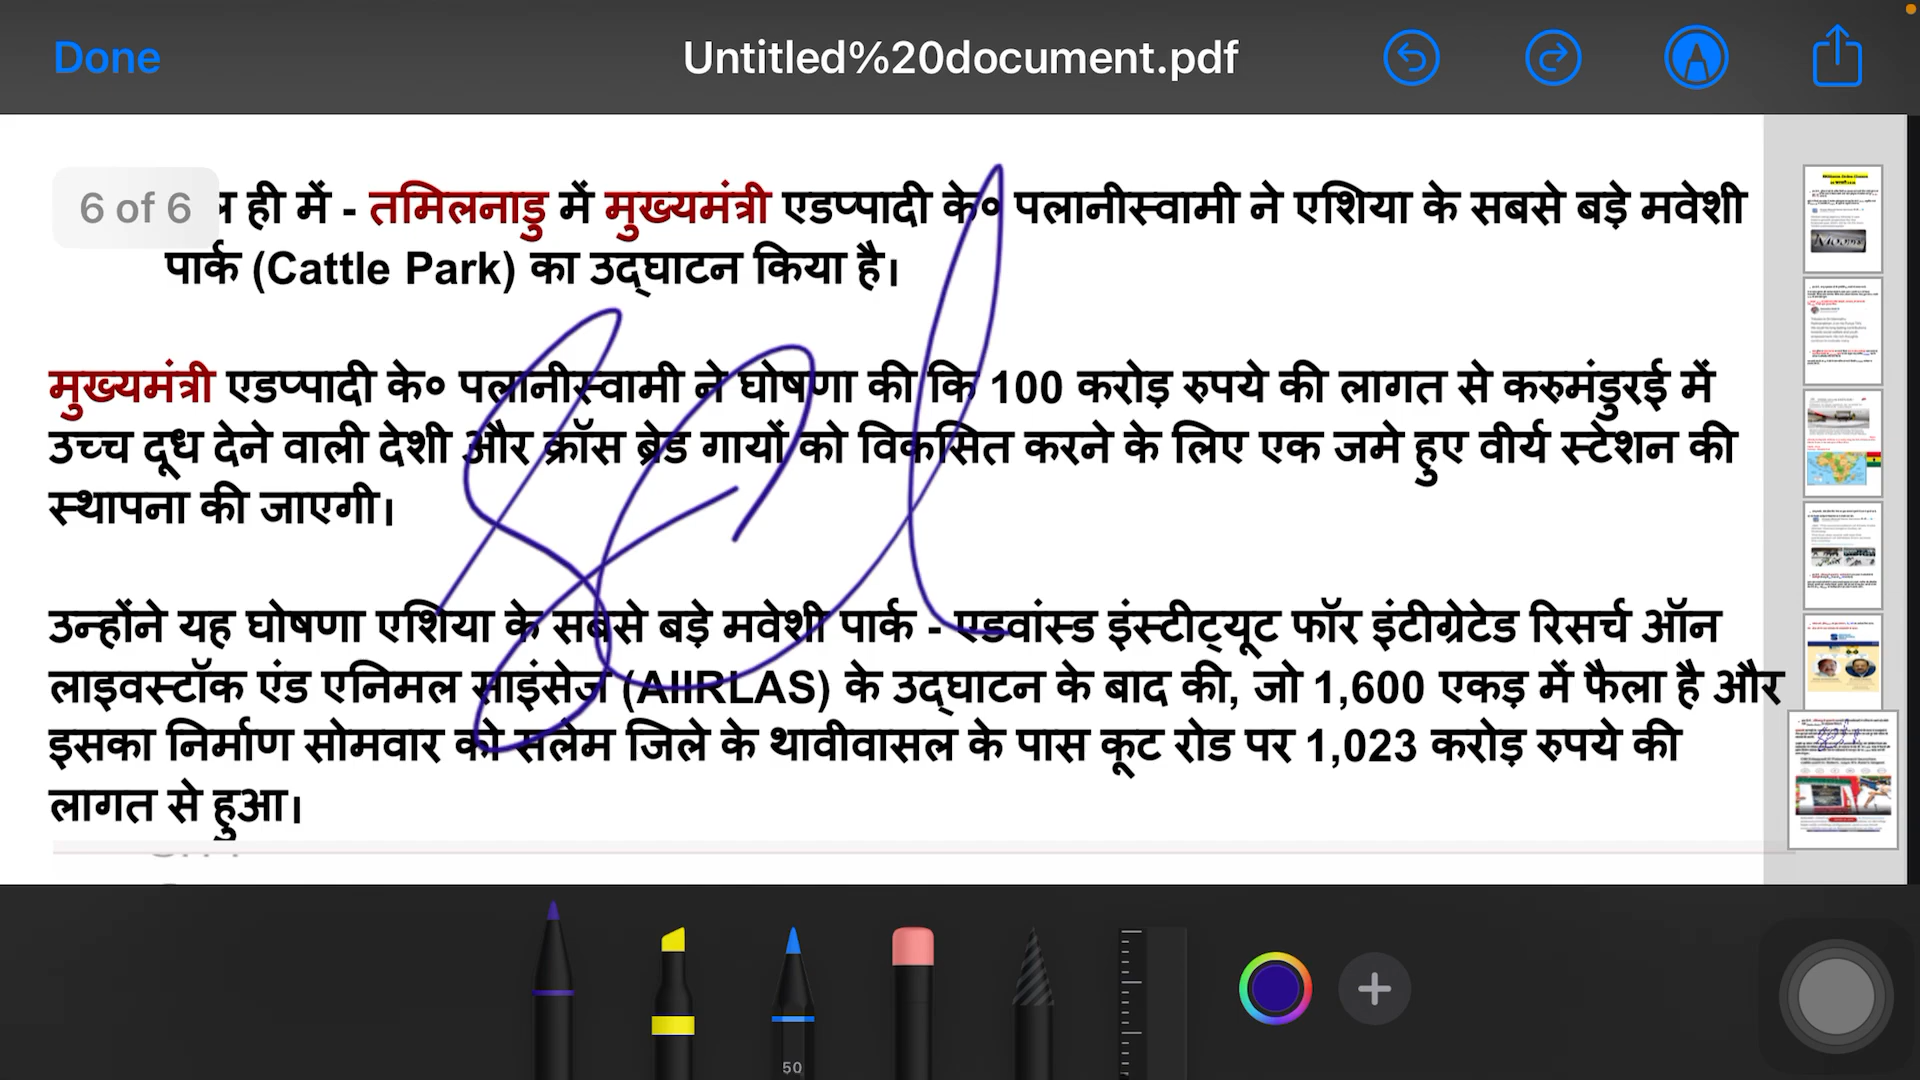 Done
Untitled%20document.pdf
6 of 6
ही में - तमिलनाडु में मुख्यमंत्री एडप्पादी के० पलानीस्वामी ने एशिया के सबसे बड़े मवेशी
पार्क (Cattle Park) का उद्घाटन किया है।
मुख्यमंत्री एडप्पादी के० पलानीस्वामी ने घोषणा की कि 100 करोड़ रुपये की लागत से करुमंडुरई में
उच्च दूध देने वाली देशी और क्रॉस ब्रेड गायों को विकसित करने के लिए एक जमे हुए वीर्य स्टेशन की
स्थापना की जाएगी।
उन्होंने यह घोषणा एशिया के सबसे बड़े मवेशी पार्क - एडवांस्ड इंस्टीट्यूट फॉर इंटीग्रेटेड रिसर्च ऑन
लाइवस्टॉक एंड एनिमल साइंसेज (AIIRLAS) के उद्घाटन के बाद की, जो 1,600 एकड़ में फैला है और
इसका निर्माण सोमवार को सलेम जिले के थावीवासल के पास कूट रोड पर 1,023 करोड़ रुपये की
लागत से हुआ।
50